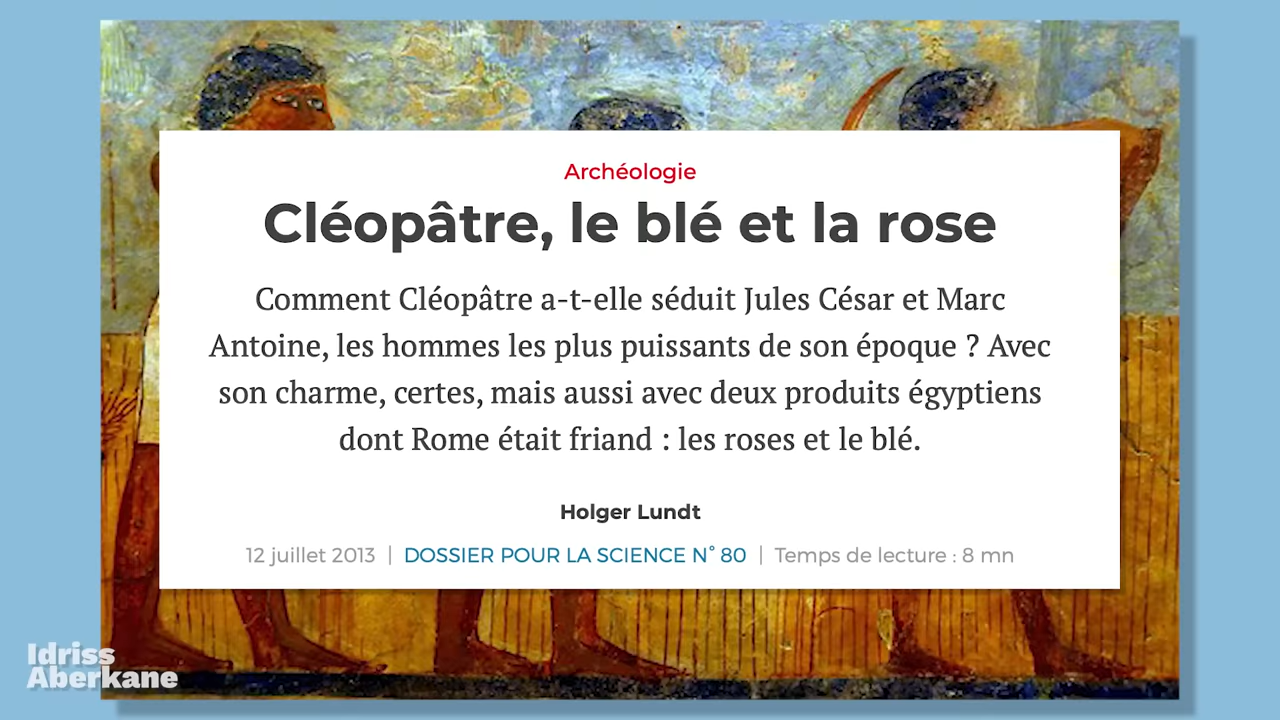 Archéologie
Cléopâtre, le blé et la rose
Comment Cléopâtre a-t-elle séduit Jules César et Marc
Antoine, les hommes les plus puissants de son époque ? Avec
son charme, certes, mais aussi avec deux produits égyptiens
dont Rome était friand : les roses et le blé.
Holger Lundt
12 juillet 2013 | DOSSIER POUR LA SCIENCE N° 80 | Temps de lecture : 8 mn
Idriss
Aberkane